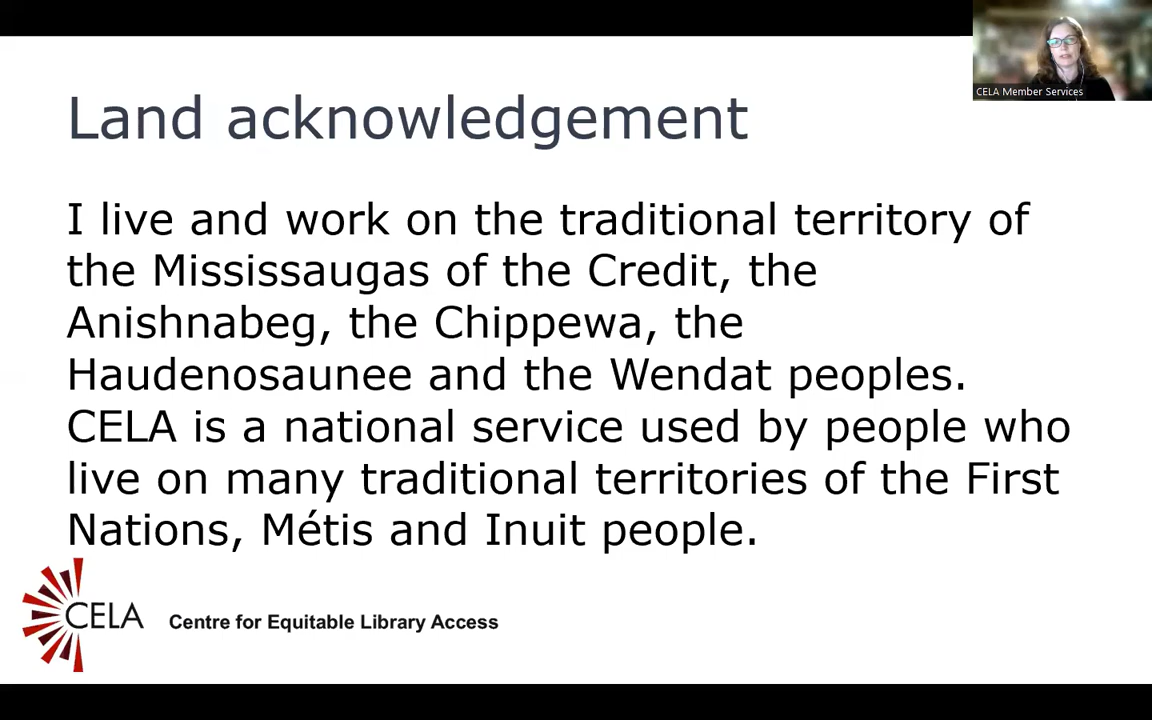 CELA Member Services
Land acknowledgement
I live and work on the traditional territory of
the Mississaugas of the Credit, the
Anishnabeg, the Chippewa, the
Haudenosaunee and the Wendat peoples.
CELA is a national service used by people who
live on many traditional territories of the First
Nations, Métis and Inuit people.
CELA Centre for Equitable Library Access